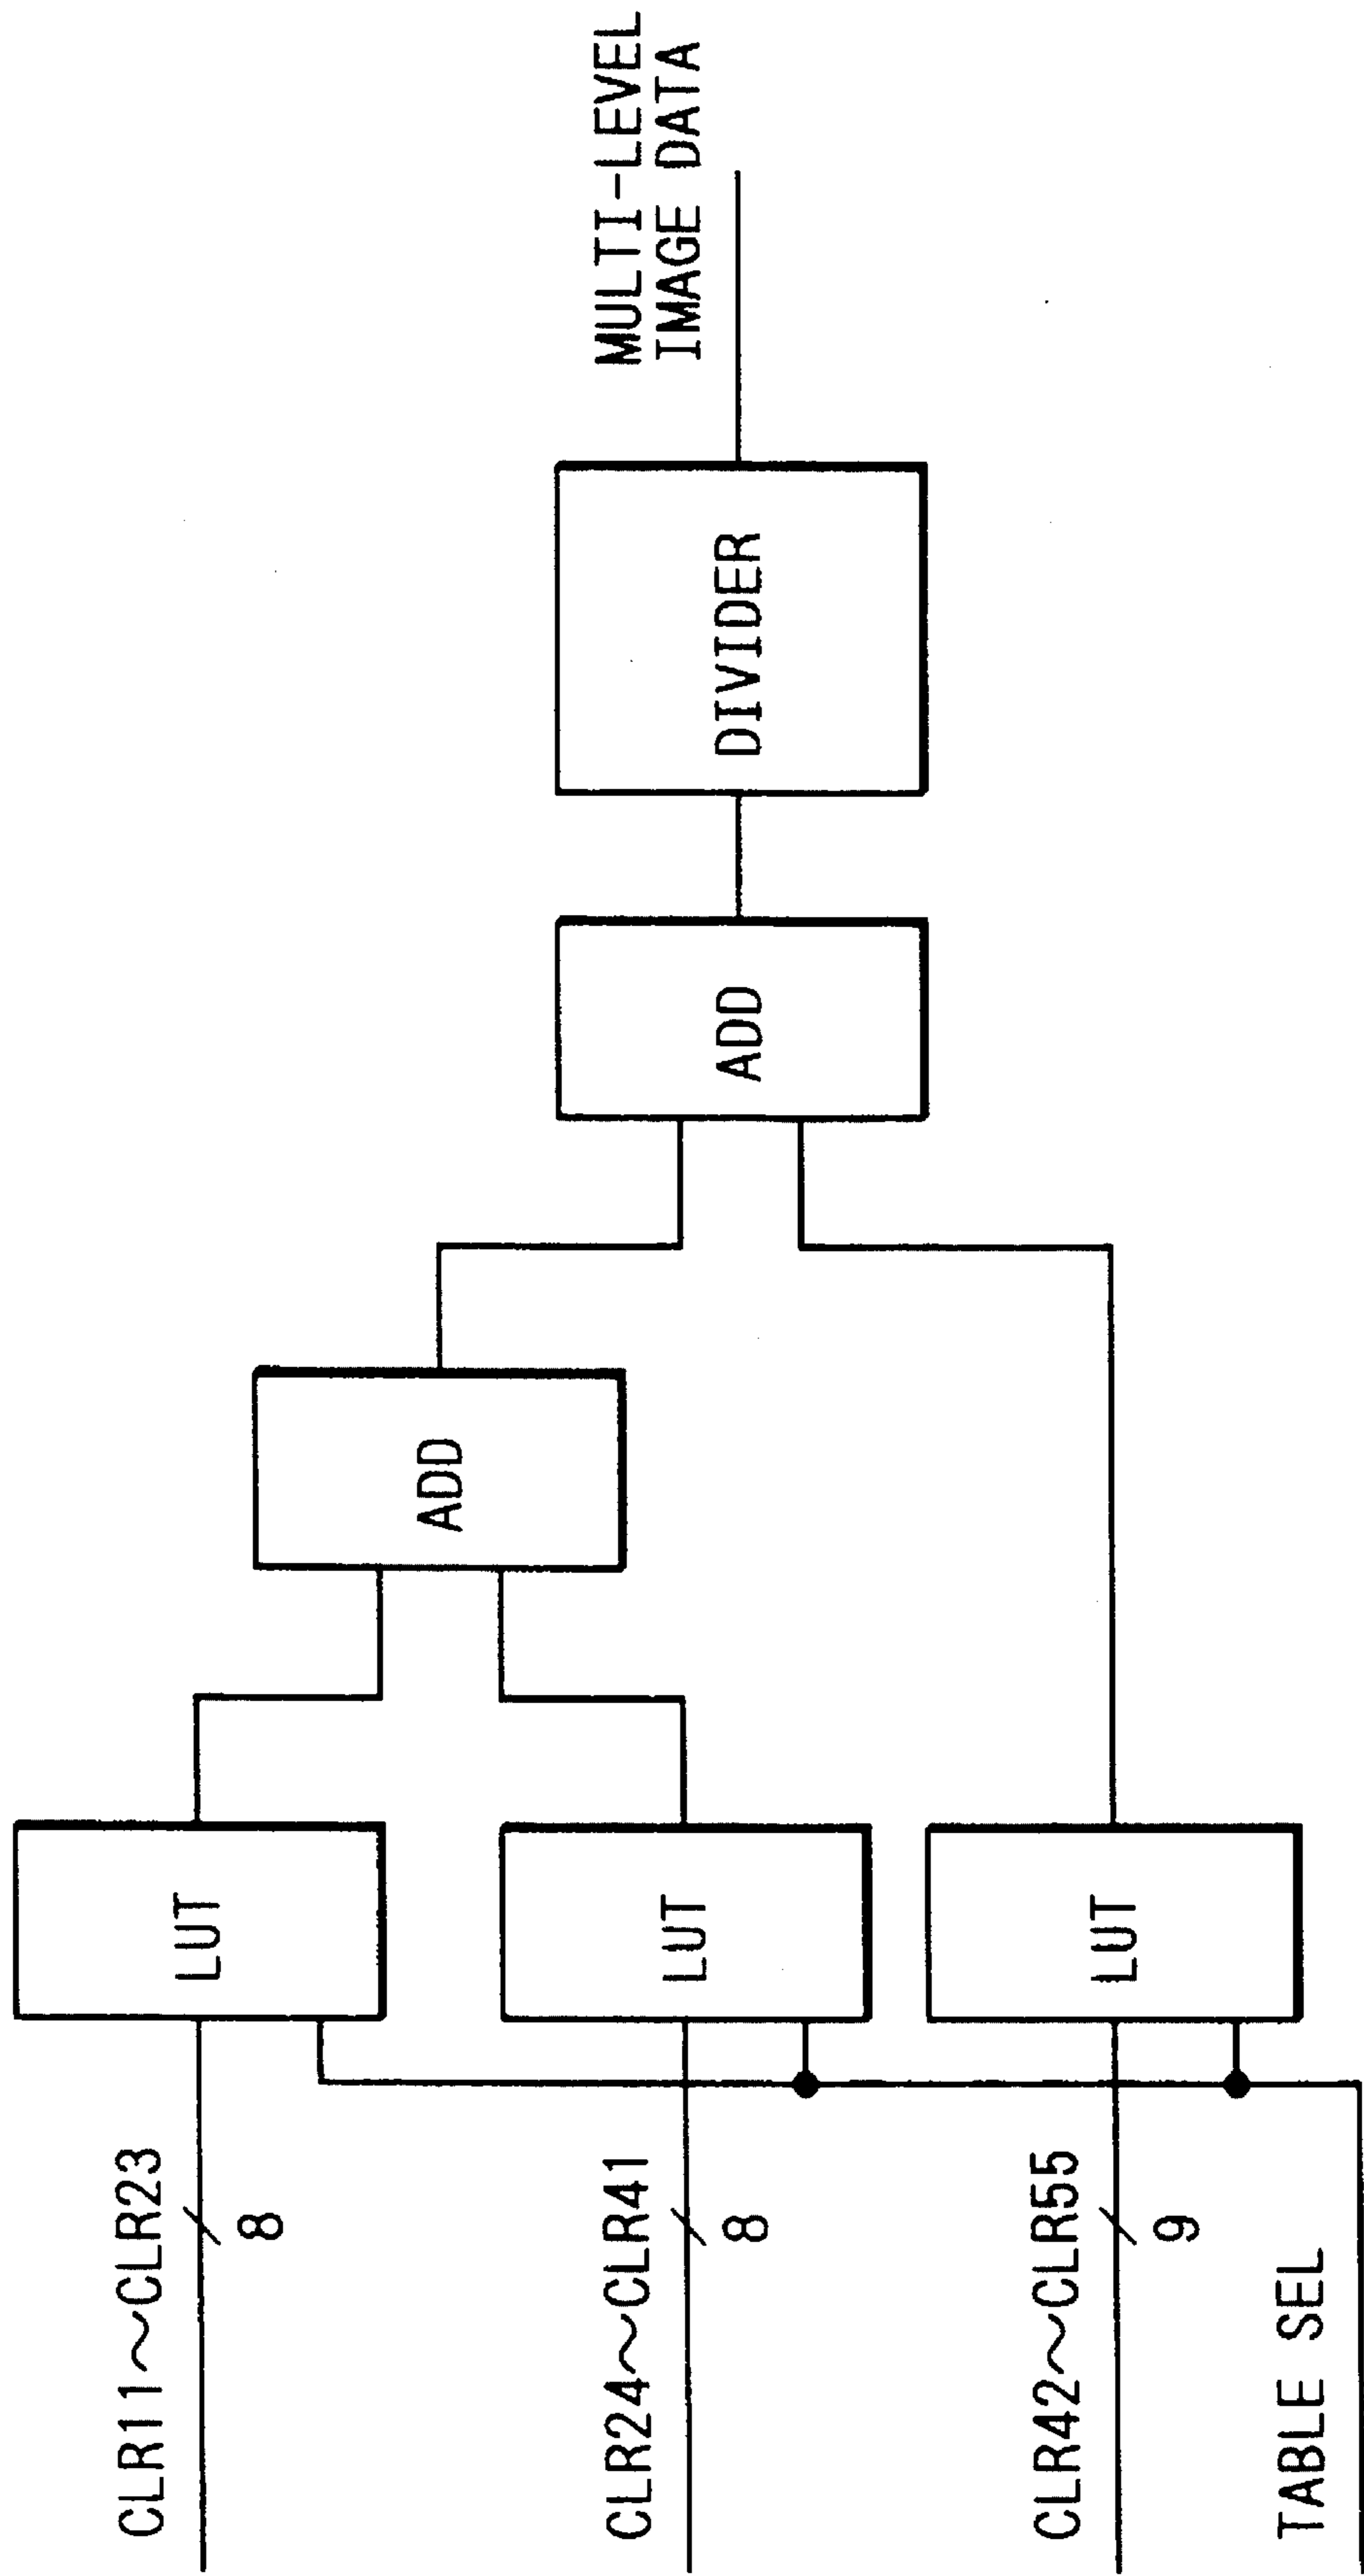 CLR11~CLR23
8
LUT
CLR24~CLR41
8
LUT
CLR42~CLR55
9
LUT
TABLE SEL
ADD
ADD
DIVIDER
MULTI-LEVEL
IMAGE DATA